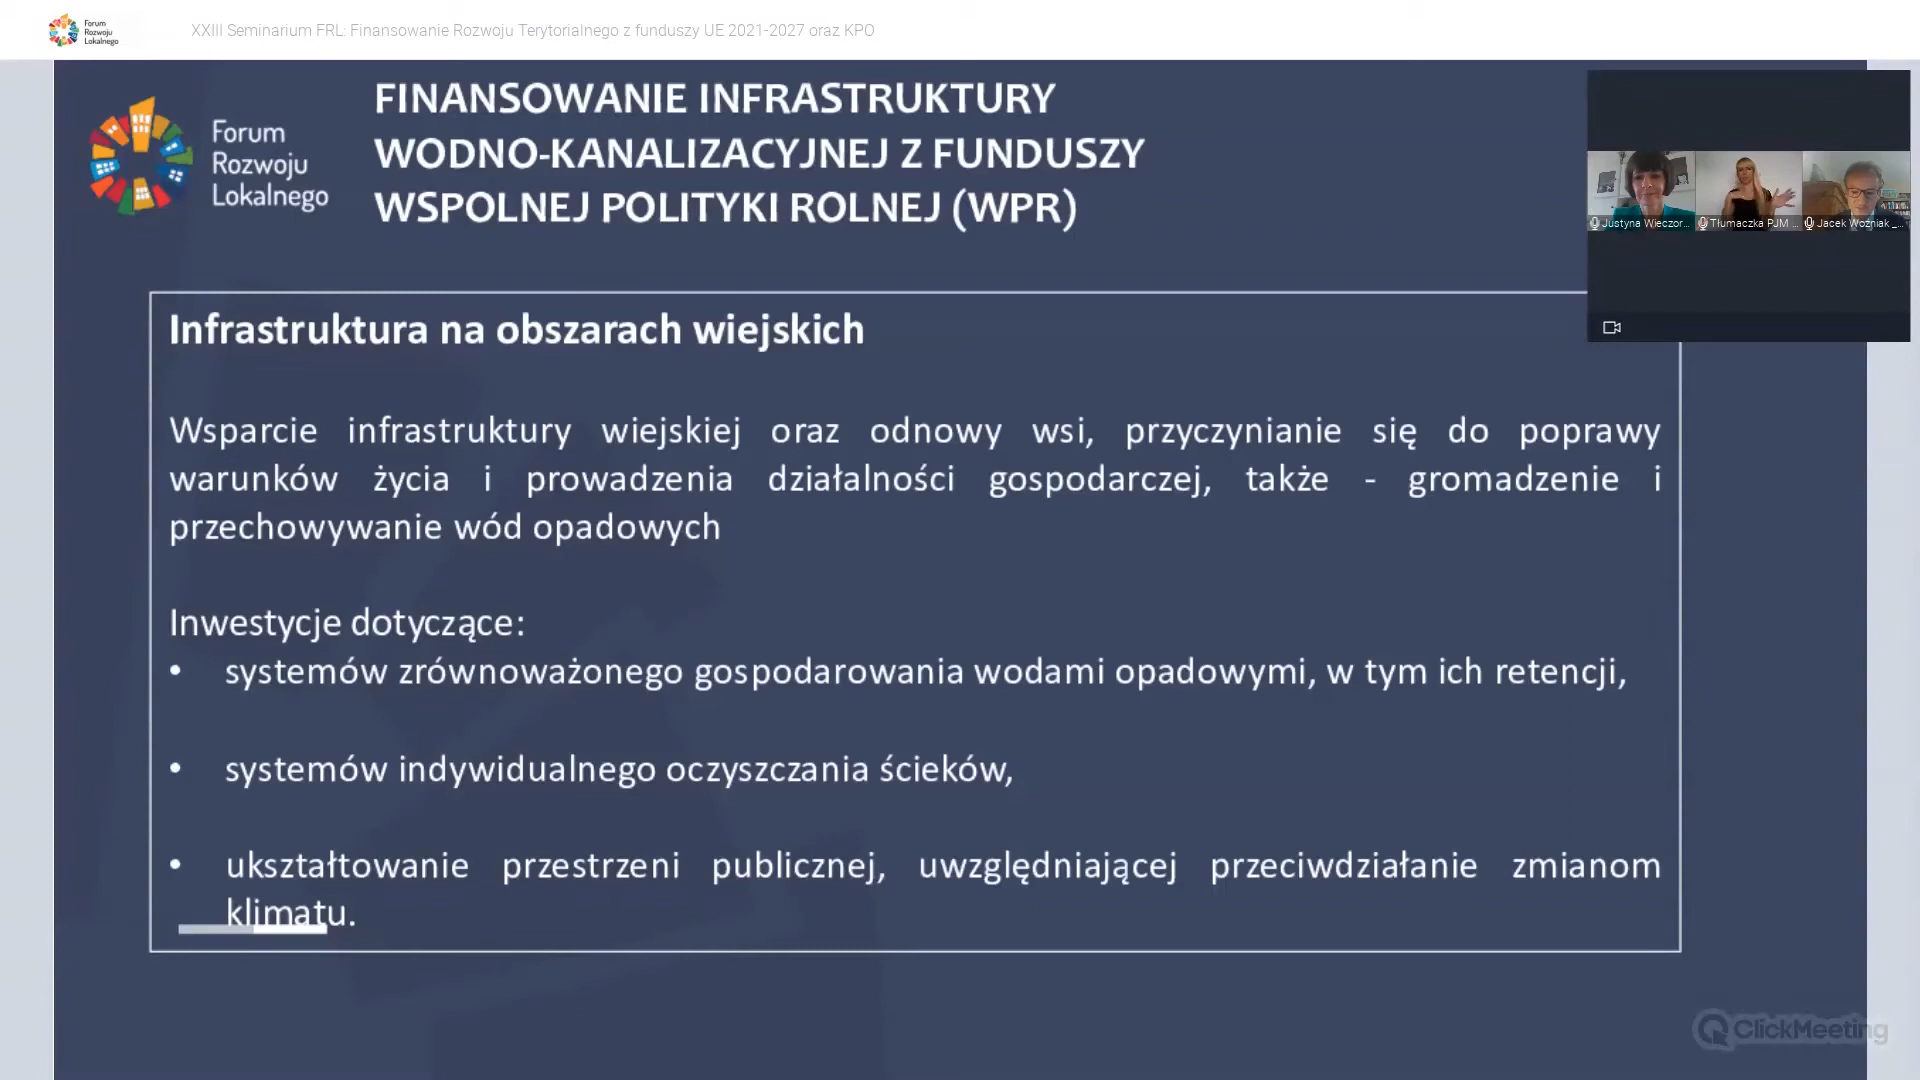 Forum
Rozwoju
Lokalnego
XXIII Seminarium FRL: Finansowanie Rozwoju Terytorialnego z funduszy UE 2021-2027 oraz KPO
Forum
Rozwoju
Lokalnego
FINANSOWANIE INFRASTRUKTURY
WODNO-KANALIZACYJNEJ Z FUNDUSZY
WSPOLNEJ POLITYKI ROLNEJ (WPR)
Justyna Wieczor...
Tłumaczka PJM ...
Jacek Woźniak _...
Infrastruktura na obszarach wiejskich
Wsparcie infrastruktury wiejskiej oraz odnowy wsi, przyczynianie się do poprawy
warunków życia i prowadzenia działalności gospodarczej, także - gromadzenie i
przechowywanie wód opadowych
Inwestycje dotyczące:
• systemów zrównoważonego gospodarowania wodami opadowymi, w tym ich retencji,
• systemów indywidualnego oczyszczania ścieków,
• ukształtowanie przestrzeni publicznej, uwzględniającej przeciwdziałanie zmianom
klimatu.
ClickMeeting